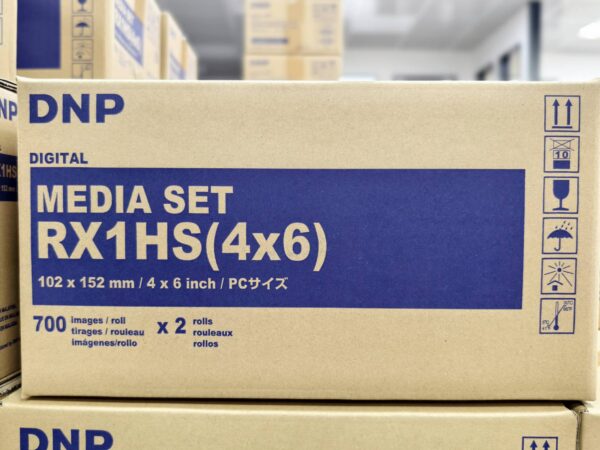 DNP
DIGITAL
MEDIA SET
RX1HS(4x6)
102 x 152 mm / 4 x 6 inch / PCサイズ
700 images / roll
tirages / rouleau
imágenes/rollo
x 2 rolls
rouleaux
rollos
10
DNP